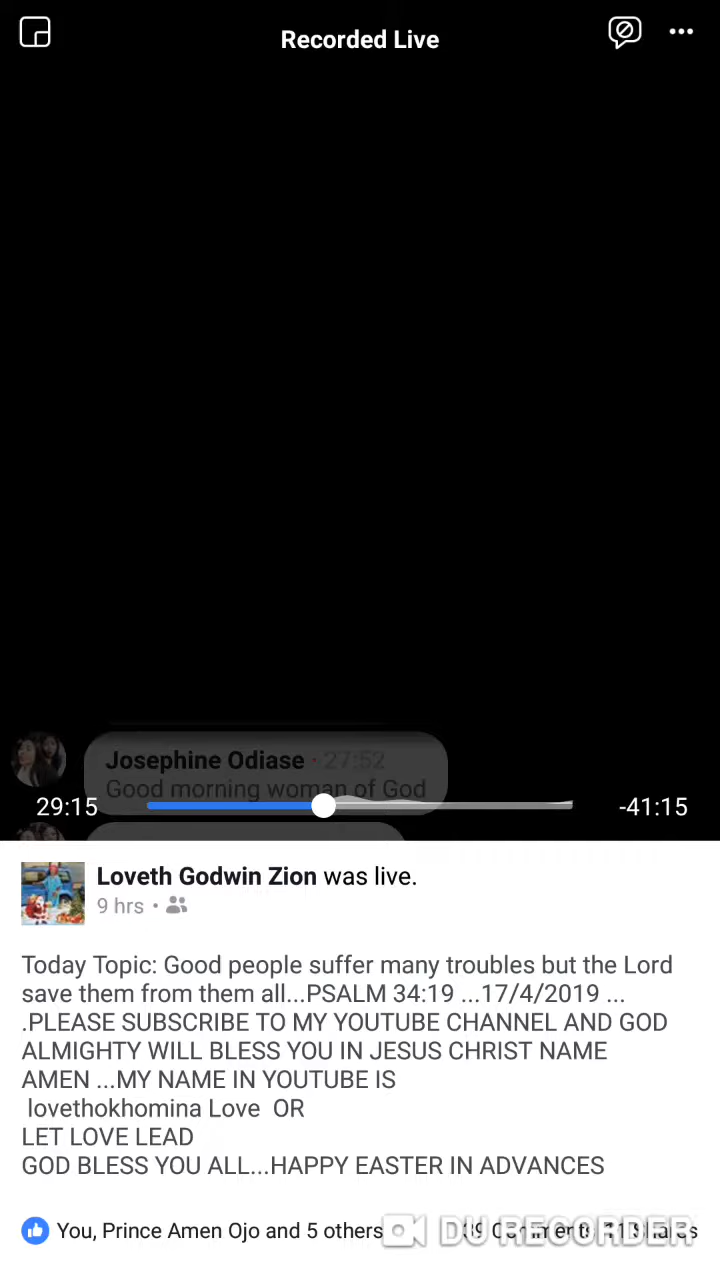 Recorded Live
Josephine Odiase · 27:52
Good morning woman of God
29:15
-41:15
Loveth Godwin Zion was live.
9 hrs •
Today Topic: Good people suffer many troubles but the Lord
save them from them all...PSALM 34:19 ...17/4/2019 ...
.PLEASE SUBSCRIBE TO MY YOUTUBE CHANNEL AND GOD
ALMIGHTY WILL BLESS YOU IN JESUS CHRIST NAME
AMEN ...MY NAME IN YOUTUBE IS
lovethokhomina Love OR
LET LOVE LEAD
GOD BLESS YOU ALL...HAPPY EASTER IN ADVANCES
You, Prince Amen Ojo and 5 others
39 Comments 11 Shares
DU RECORDER